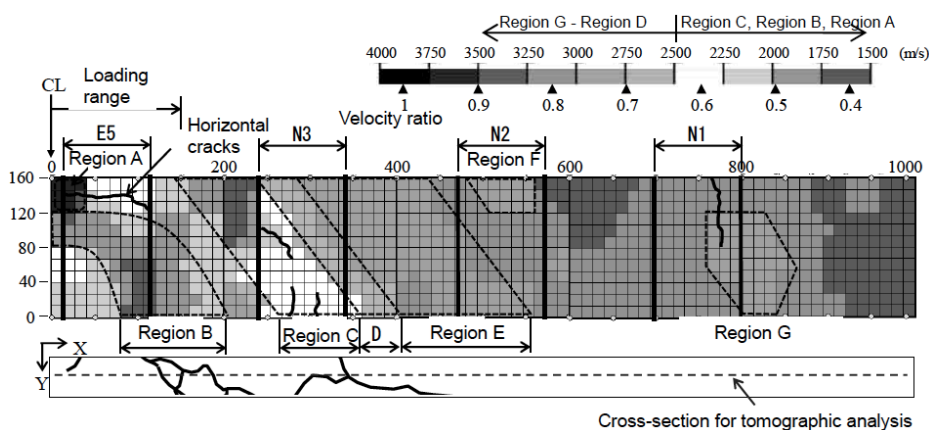 Region G - Region D Region C, Region B, Region A
4000 3750 3500 3250 3000 2750 2500 2250 2000 1750 1500 (m/s)
1 0.9 0.8 0.7 0.6 0.5 0.4
Velocity ratio
CL Loading range
Horizontal cracks
E5 N3 N2 N1
Region A Region F
0 200 400 600 800 1000
160
120
80
40
0
Region B Region C D Region E Region G
X
Y
Cross-section for tomographic analysis